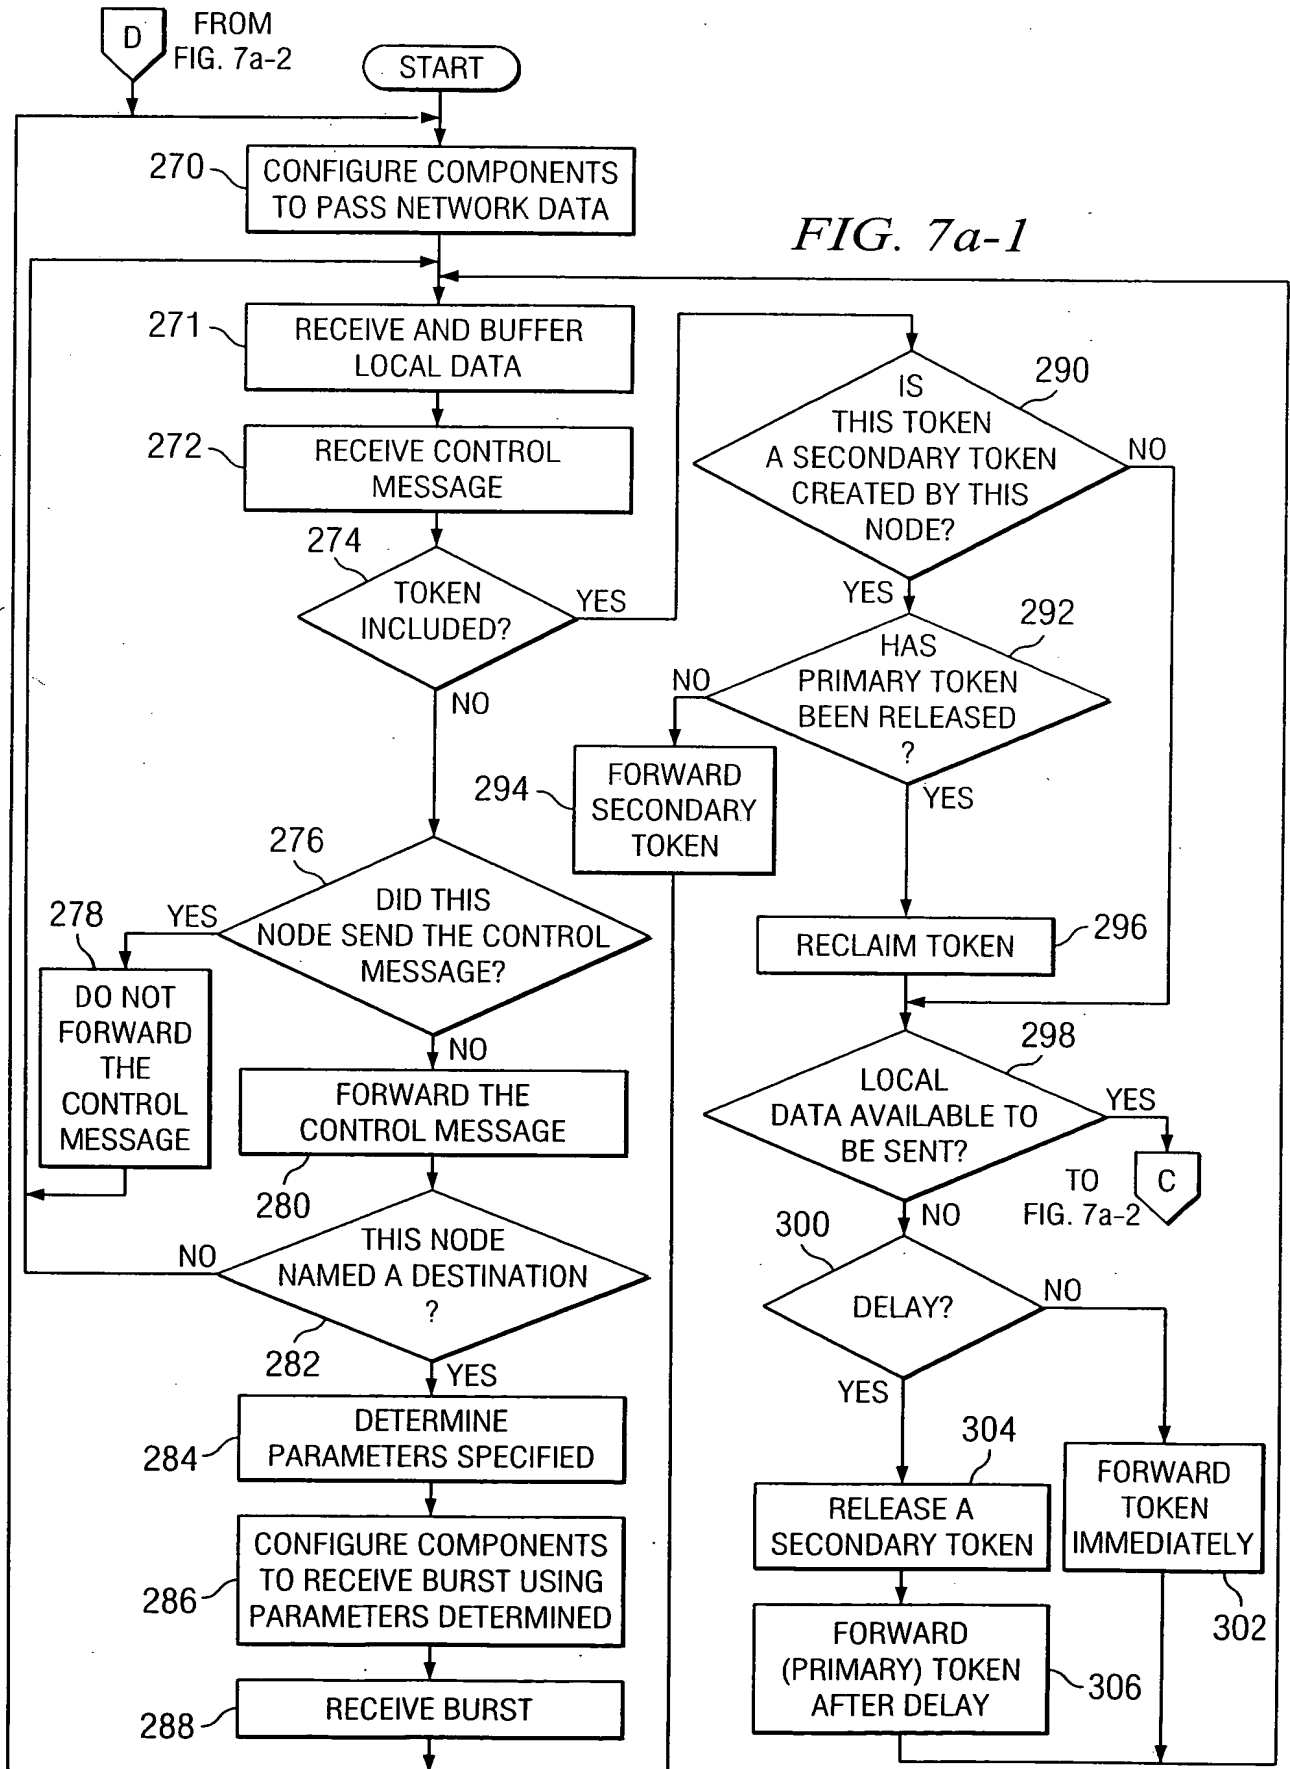 D
FROM
FIG. 7a-2
START
270
CONFIGURE COMPONENTS
TO PASS NETWORK DATA
FIG. 7a-1
271
RECEIVE AND BUFFER
LOCAL DATA
272
RECEIVE CONTROL
MESSAGE
274
TOKEN
INCLUDED?
YES
NO
276
DID THIS
NODE SEND THE CONTROL
MESSAGE?
YES
278
DO NOT
FORWARD
THE
CONTROL
MESSAGE
NO
FORWARD THE
CONTROL MESSAGE
280
THIS NODE
NAMED A DESTINATION
?
NO
282
YES
DETERMINE
PARAMETERS SPECIFIED
284
CONFIGURE COMPONENTS
TO RECEIVE BURST USING
PARAMETERS DETERMINED
286
RECEIVE BURST
288
290
IS
THIS TOKEN
A SECONDARY TOKEN
CREATED BY THIS
NODE?
NO
YES
292
HAS
PRIMARY TOKEN
BEEN RELEASED
?
NO
294
FORWARD
SECONDARY
TOKEN
YES
RECLAIM TOKEN
296
298
LOCAL
DATA AVAILABLE TO
BE SENT?
YES
TO
FIG. 7a-2
C
NO
300
DELAY?
NO
YES
304
RELEASE A
SECONDARY TOKEN
FORWARD
TOKEN
IMMEDIATELY
302
FORWARD
(PRIMARY) TOKEN
AFTER DELAY
306